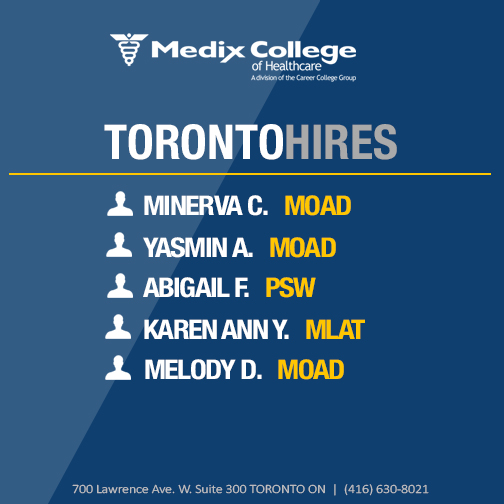 Medix College
of Healthcare
A division of the Career College Group
TORONTOHIRES
MINERVA C. MOAD
YASMIN A. MOAD
ABIGAIL F. PSW
KAREN ANN Y. MLAT
MELODY D. MOAD
700 Lawrence Ave. W. Suite 300 TORONTO ON | (416) 630-8021